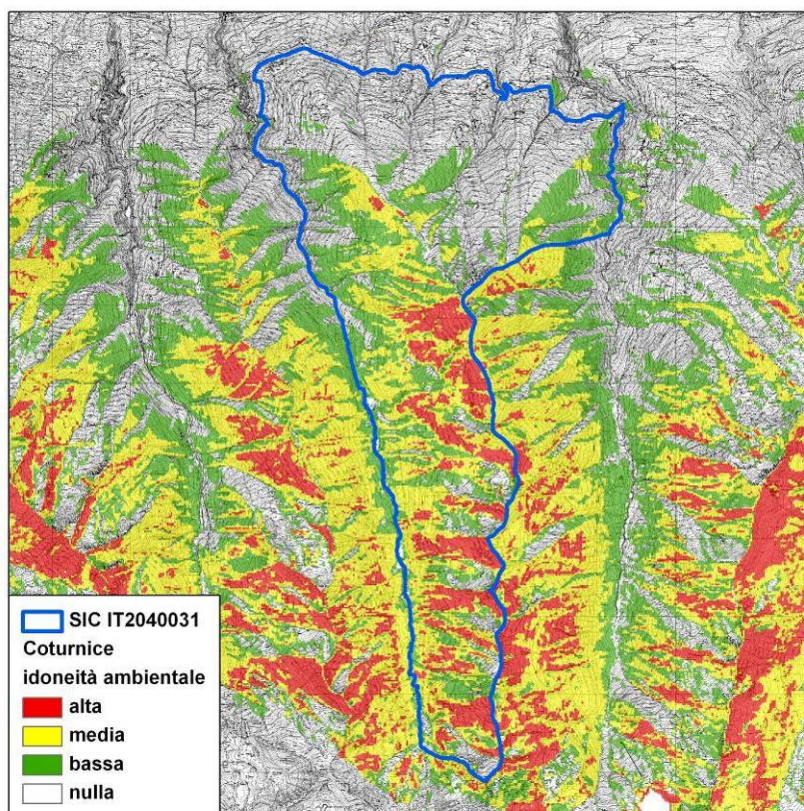 SIC IT2040031
Coturnice
idoneità ambientale
alta
media
bassa
nulla